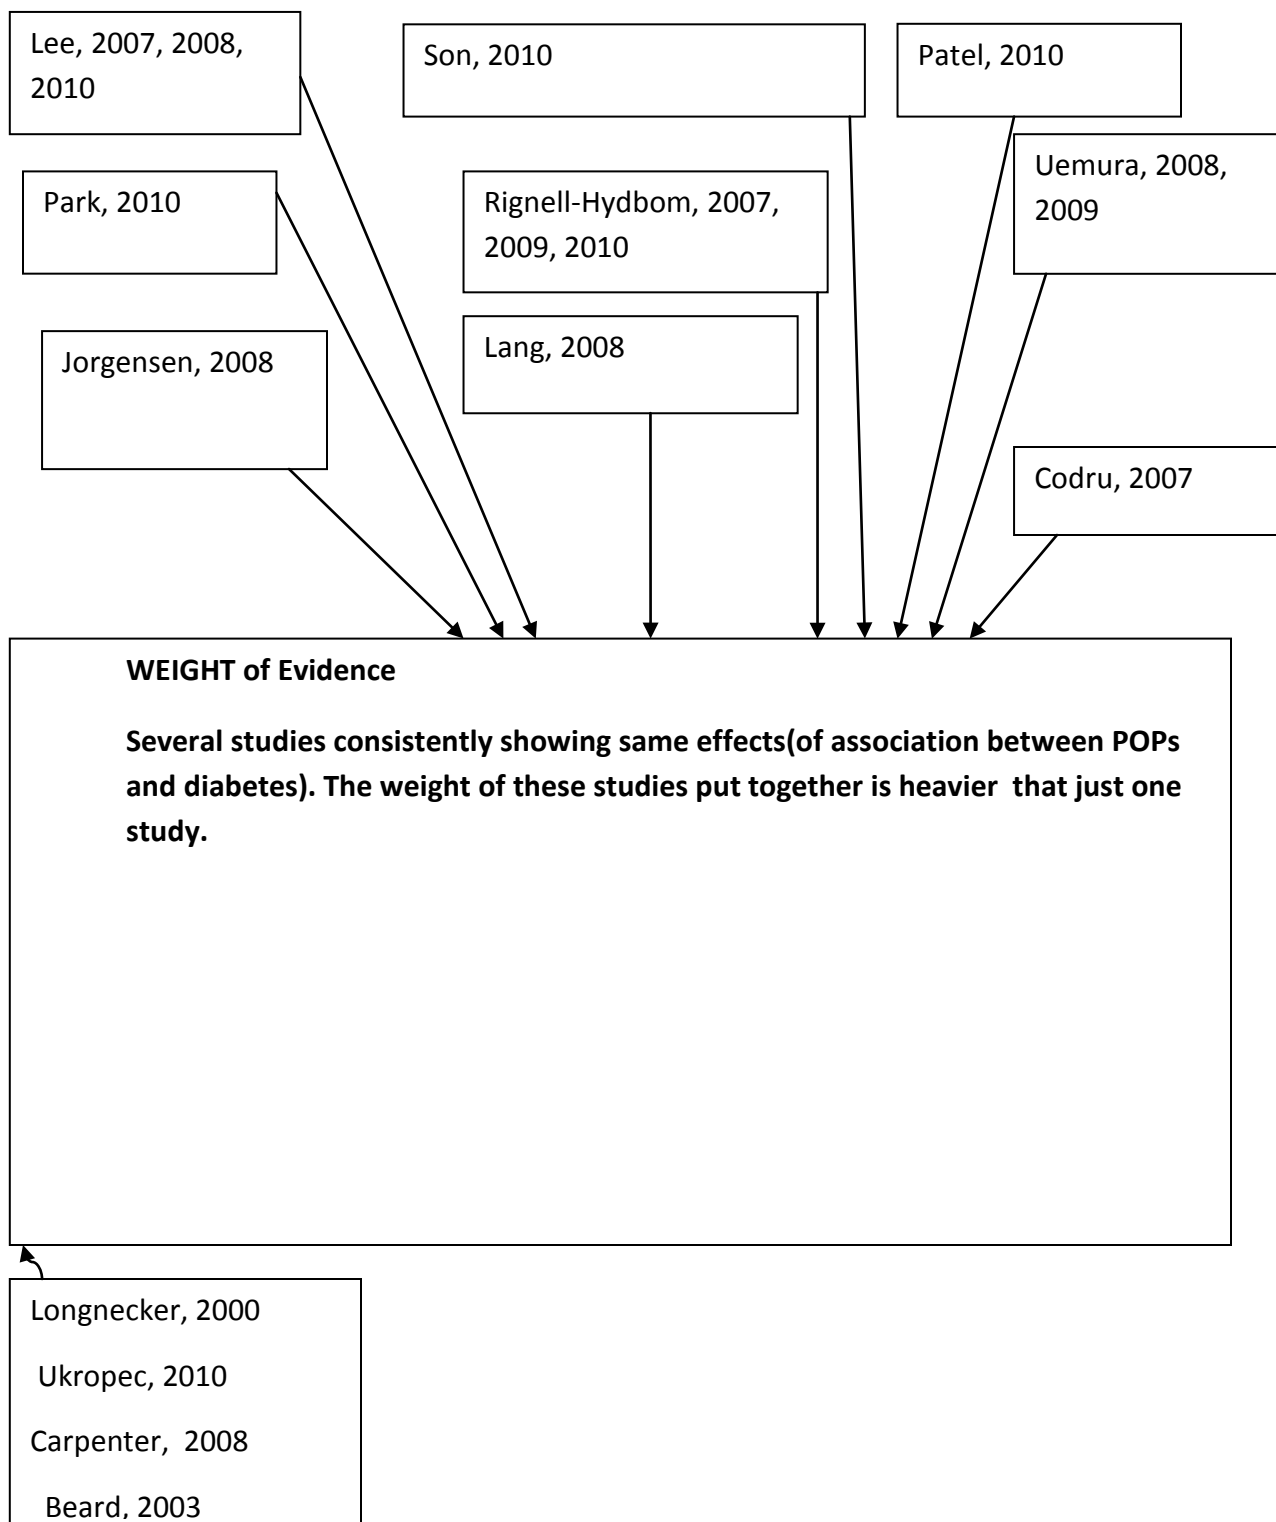 Lee, 2007, 2008,
2010
Son, 2010
Patel, 2010
Uemura, 2008,
2009
Park, 2010
Rignell-Hydbom, 2007,
2009, 2010
Jorgensen, 2008
Lang, 2008
Codru, 2007
WEIGHT of Evidence
Several studies consistently showing same effects(of association between POPs
and diabetes). The weight of these studies put together is heavier  that just one
study.
Longnecker, 2000
Ukropec, 2010
Carpenter,  2008
Beard, 2003